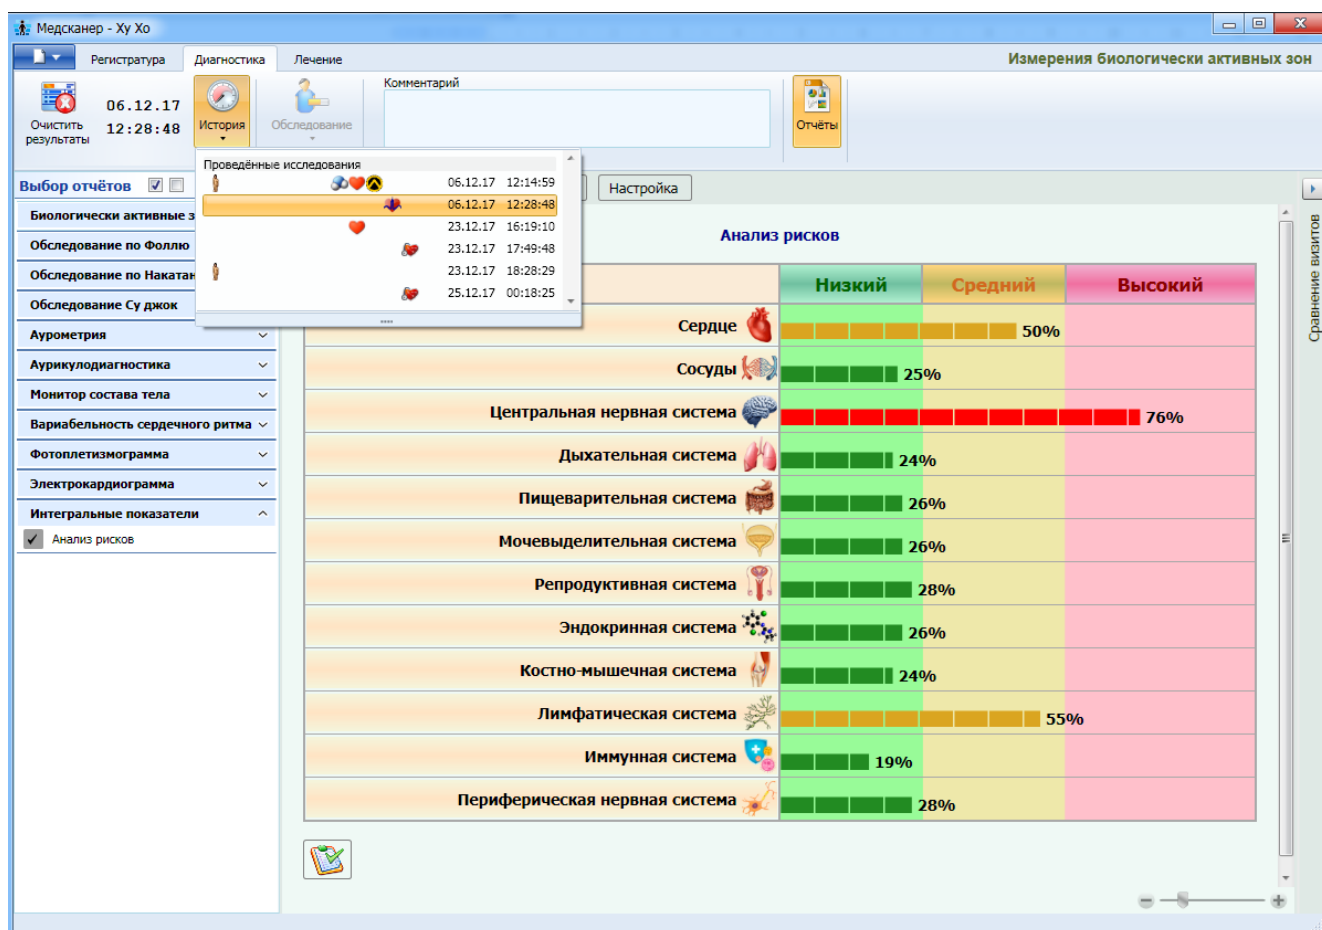 Медсканер - Ху Хо
Регистратура Диагностика Лечение Измерения биологически активных зон
Очистить результаты
06.12.17
12:28:48
История
Обследование
Комментарий
Отчёты
Проведённые исследования
06.12.17 12:14:59
06.12.17 12:28:48
23.12.17 16:19:10
23.12.17 17:49:48
23.12.17 18:28:29
25.12.17 00:18:25
Выбор отчётов
Биологически активные з
Обследование по Фоллю
Обследование по Накатан
Обследование Су джок
Аурометрия
Аурикулодиагностика
Монитор состава тела
Вариабельность сердечного ритма
Фотоплетизмограмма
Электрокардиограмма
Интегральные показатели
Анализ рисков
Настройка
Анализ рисков
Низкий Средний Высокий
Сердце 50%
Сосуды 25%
Центральная нервная система 76%
Дыхательная система 24%
Пищеварительная система 26%
Мочевыделительная система 26%
Репродуктивная система 28%
Эндокринная система 26%
Костно-мышечная система 24%
Лимфатическая система 55%
Иммунная система 19%
Периферическая нервная система 28%
Сравнение визитов